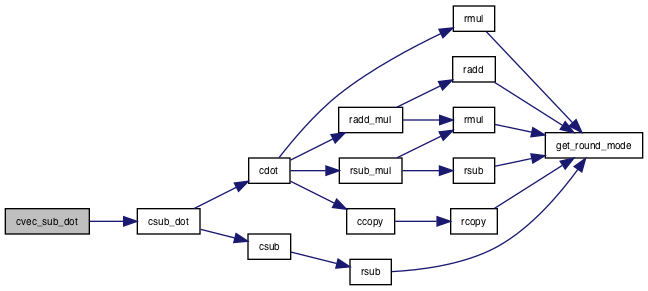 rmul
radd
radd_mul
rmul
get_round_mode
cdot
rsub_mul
rsub
cvec_sub_dot
csub_dot
ccopy
rcopy
csub
rsub